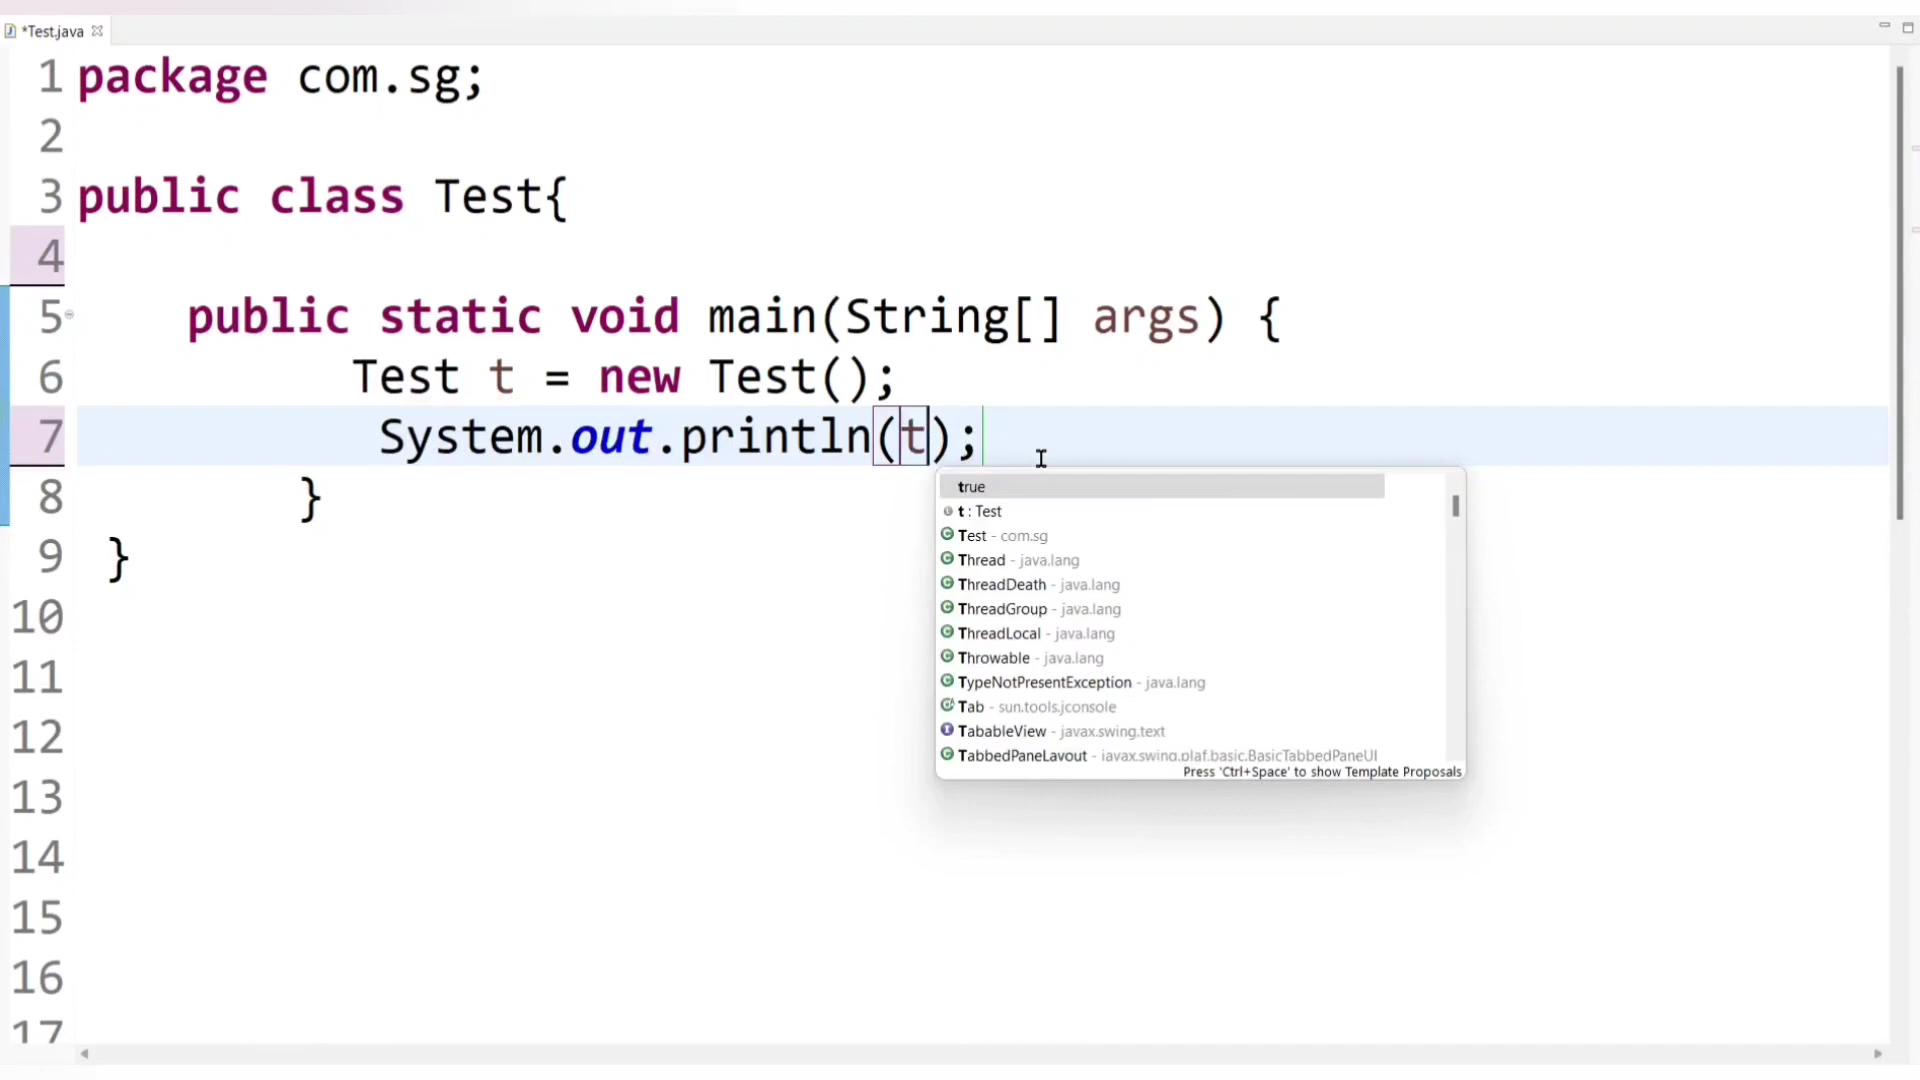 *Test.java
1 package com.sg;
2
3 public class Test{
4
5 public static void main(String[] args) {
6 Test t = new Test();
7 System.out.println(t);
8 }
9 }
10
11
12
13
14
15
16
17
true
t : Test
Test - com.sg
Thread - java.lang
ThreadDeath - java.lang
ThreadGroup - java.lang
ThreadLocal - java.lang
Throwable - java.lang
TypeNotPresentException - java.lang
Tab - sun.tools.jconsole
TabableView - javax.swing.text
TabbedPaneLayout - javax.swing.plaf.basic.BasicTabbedPaneUI
Press 'Ctrl+Space' to show Template Proposals